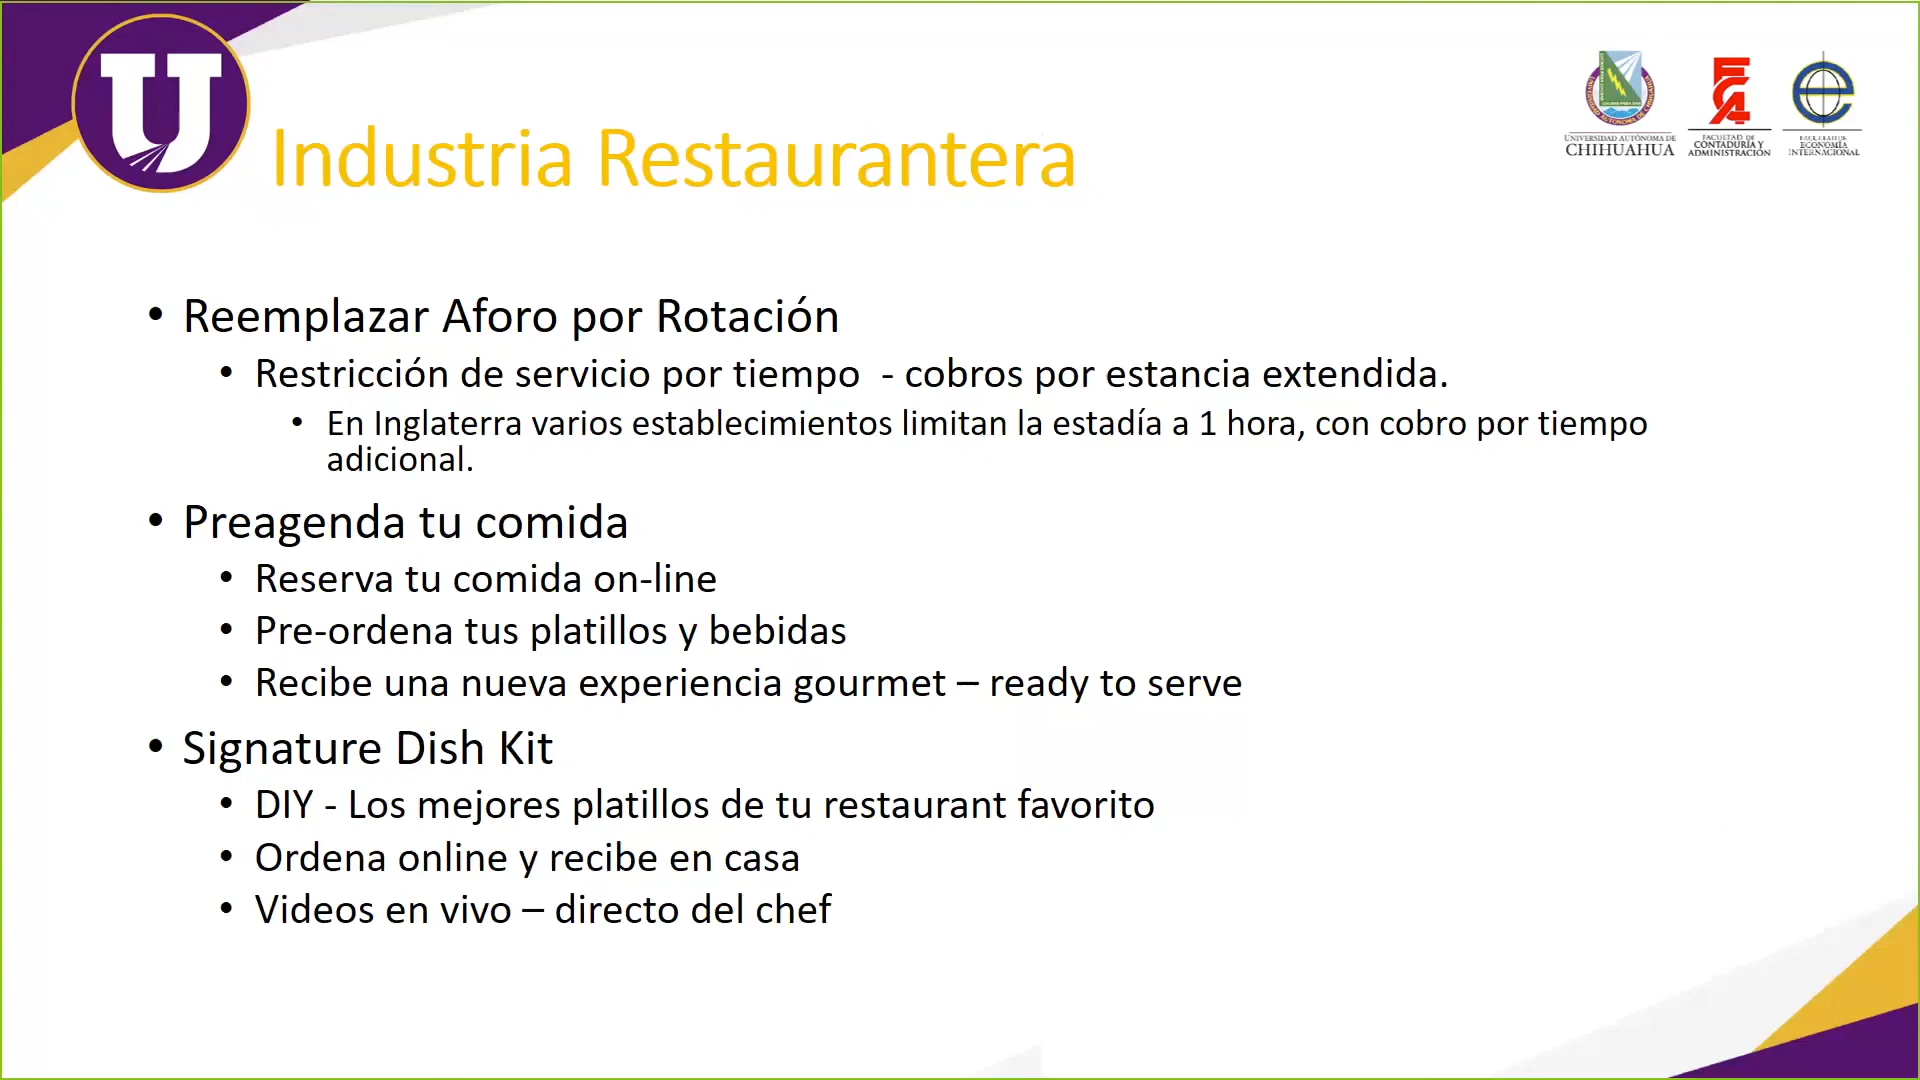 U
Industria Restaurantera
UNIVERSIDAD AUTÓNOMA DE
CHIHUAHUA
FACULTAD DE
CONTADURÍA Y
ADMINISTRACIÓN
FACULTAD DE
ECONOMÍA
INTERNACIONAL
• Reemplazar Aforo por Rotación
• Restricción de servicio por tiempo - cobros por estancia extendida.
• En Inglaterra varios establecimientos limitan la estadía a 1 hora, con cobro por tiempo
adicional.
• Preagenda tu comida
• Reserva tu comida on-line
• Pre-ordena tus platillos y bebidas
• Recibe una nueva experiencia gourmet – ready to serve
• Signature Dish Kit
• DIY - Los mejores platillos de tu restaurant favorito
• Ordena online y recibe en casa
• Videos en vivo – directo del chef